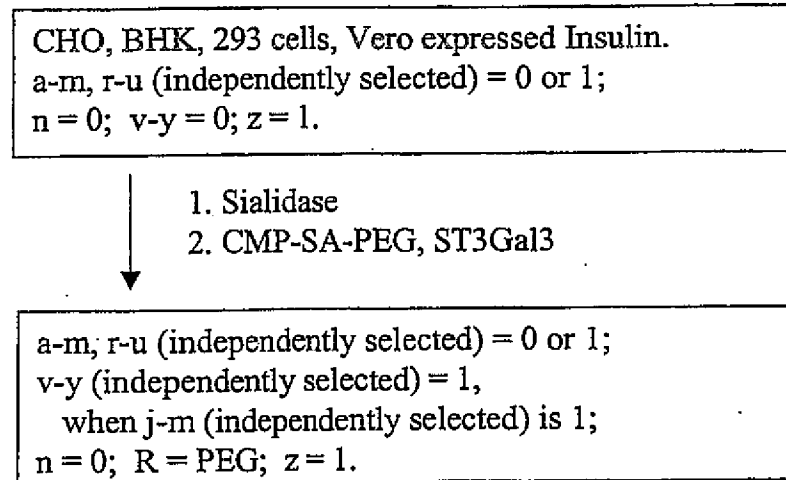 CHO, BHK, 293 cells, Vero expressed Insulin.
a-m, r-u (independently selected) = 0 or 1;
n = 0; v-y = 0; z = 1.
1. Sialidase
2. CMP-SA-PEG, ST3Gal3
a-m, r-u (independently selected) = 0 or 1;
v-y (independently selected) = 1,
when j-m (independently selected) is 1;
n = 0; R = PEG; z = 1.